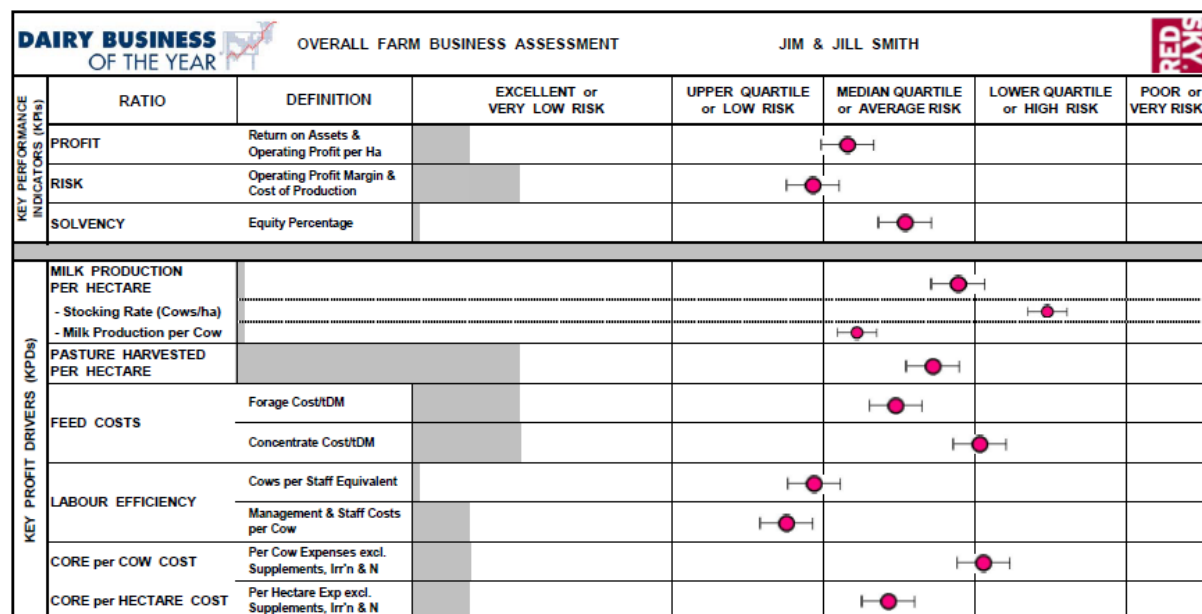 DAIRY BUSINESS
OF THE YEAR
OVERALL FARM BUSINESS ASSESSMENT
JIM & JILL SMITH
RED
SKY.
KEY PERFORMANCE
INDICATORS (KPIs)
RATIO
DEFINITION
EXCELLENT or
VERY LOW RISK
UPPER QUARTILE
or LOW RISK
MEDIAN QUARTILE
or AVERAGE RISK
LOWER QUARTILE
or HIGH RISK
POOR or
VERY RISK
PROFIT
Return on Assets &
Operating Profit per Ha
RISK
Operating Profit Margin &
Cost of Production
SOLVENCY
Equity Percentage
KEY PROFIT DRIVERS (KPDs)
MILK PRODUCTION
PER HECTARE
- Stocking Rate (Cows/ha)
- Milk Production per Cow
PASTURE HARVESTED
PER HECTARE
FEED COSTS
Forage Cost/tDM
Concentrate Cost/tDM
LABOUR EFFICIENCY
Cows per Staff Equivalent
Management & Staff Costs
per Cow
CORE per COW COST
Per Cow Expenses excl.
Supplements, Irr'n & N
CORE per HECTARE COST
Per Hectare Exp excl.
Supplements, Irr'n & N